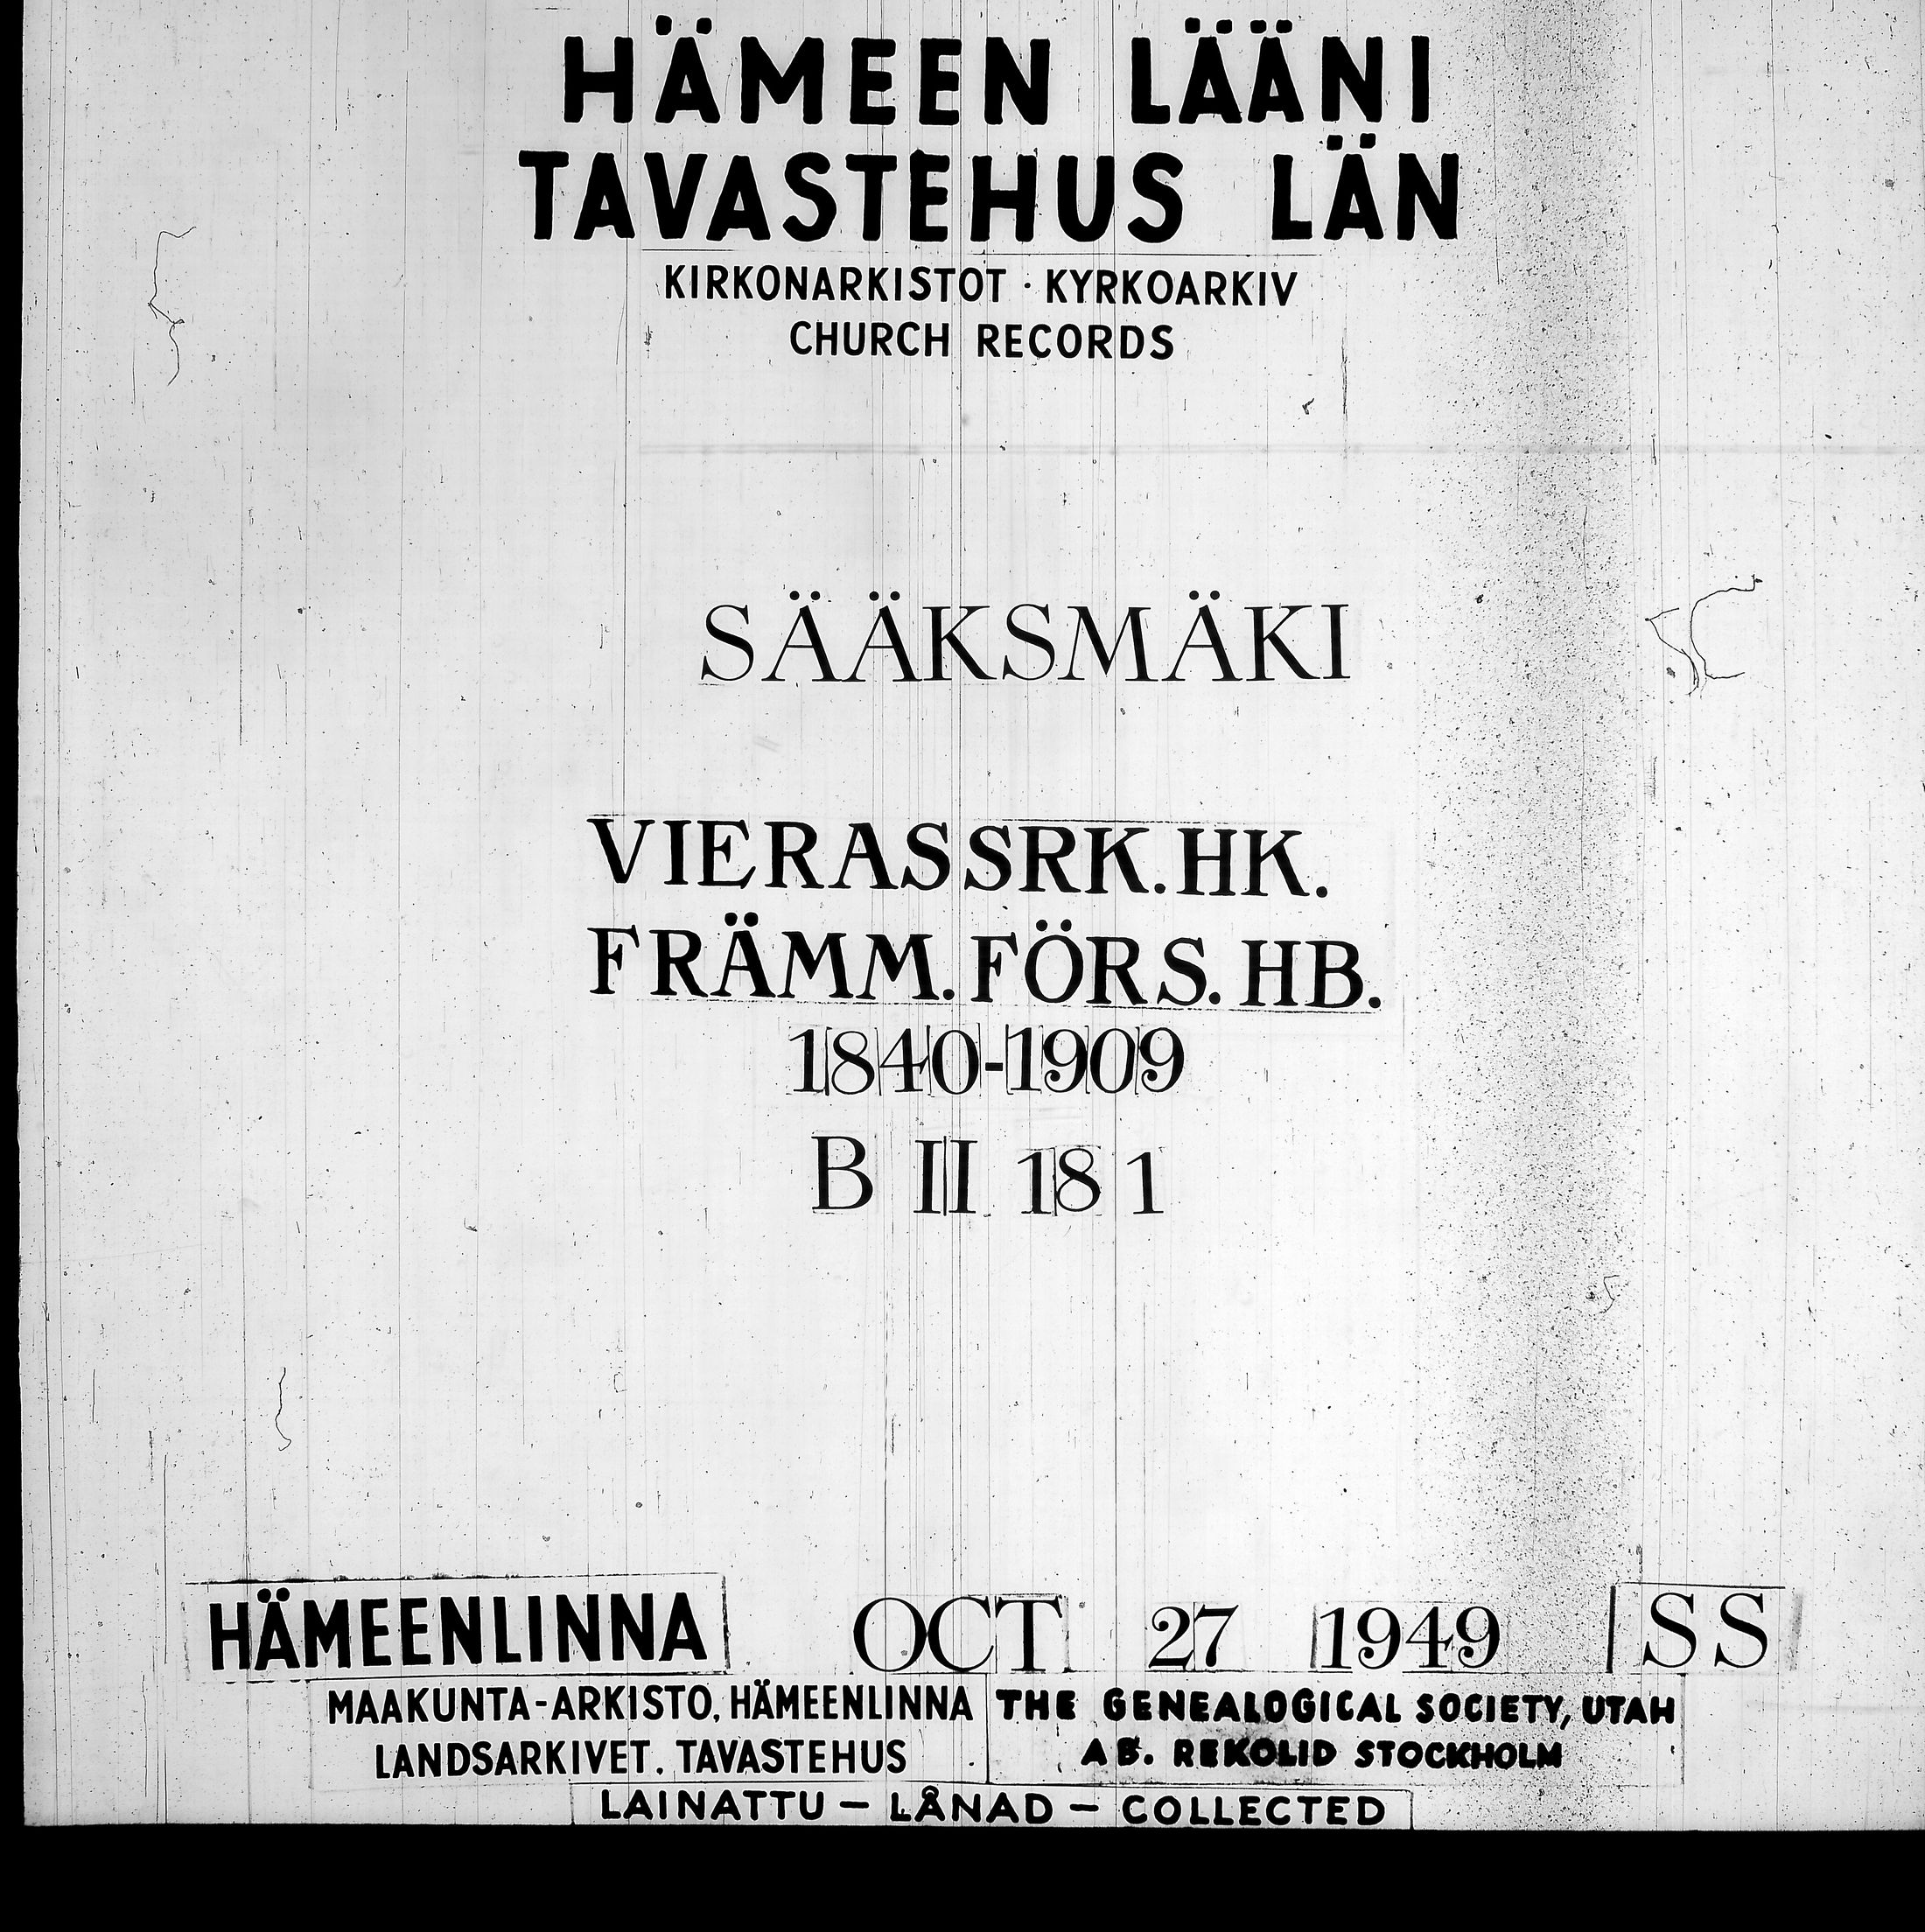 HÄMEEN LÄÄNI
TAVASTEHUS LÄN
KIRKONARKISTOT · KYRKOARKIV
CHURCH RECORDS
SÄÄKSMÄKI
VIERASSRK.HK.
FRÄMM.FÖRS.HB.
1840-1909
B II 18 1
HÄMEENLINNA OCT 27 1949 SS
MAAKUNTA-ARKISTO, HÄMEENLINNA
LANDSARKIVET. TAVASTEHUS
THE GENEALOGICAL SOCIETY, UTAH
AB. REKOLID STOCKHOLM
LAINATTU – LÅNAD – COLLECTED